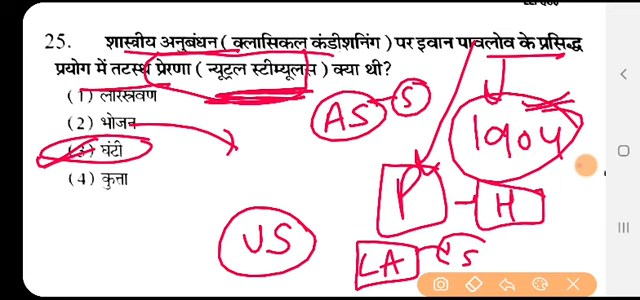 25. शास्त्रीय अनुबंधन ( क्लासिकल कंडीशनिंग ) पर इवान पावलोव के प्रसिद्ध
प्रयोग में तटस्थ प्रेरणा ( न्यूट्रल स्टीम्यूलस ) क्या थी?
(1) लारस्त्रवण
(2) भोजन
(3) घंटी
(4) कुत्ता
AS S
1904
P H
US
LA